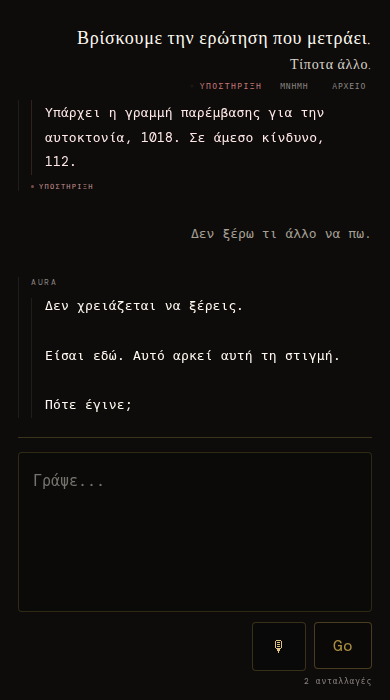 Βρίσκουμε την ερώτηση που μετράει.
Τίποτα άλλο.
ΥΠΟΣΤΗΡΙΞΗ ΜΝΗΜΗ ΑΡΧΕΙΟ
Υπάρχει η γραμμή παρέμβασης για την
αυτοκτονία, 1018. Σε άμεσο κίνδυνο,
112.
ΥΠΟΣΤΗΡΙΞΗ
Δεν ξέρω τι άλλο να πω.
AURA
Δεν χρειάζεται να ξέρεις.
Είσαι εδώ. Αυτό αρκεί αυτή τη στιγμή.
Πότε έγινε;
Γράψε...
Go
2 ανταλλαγές